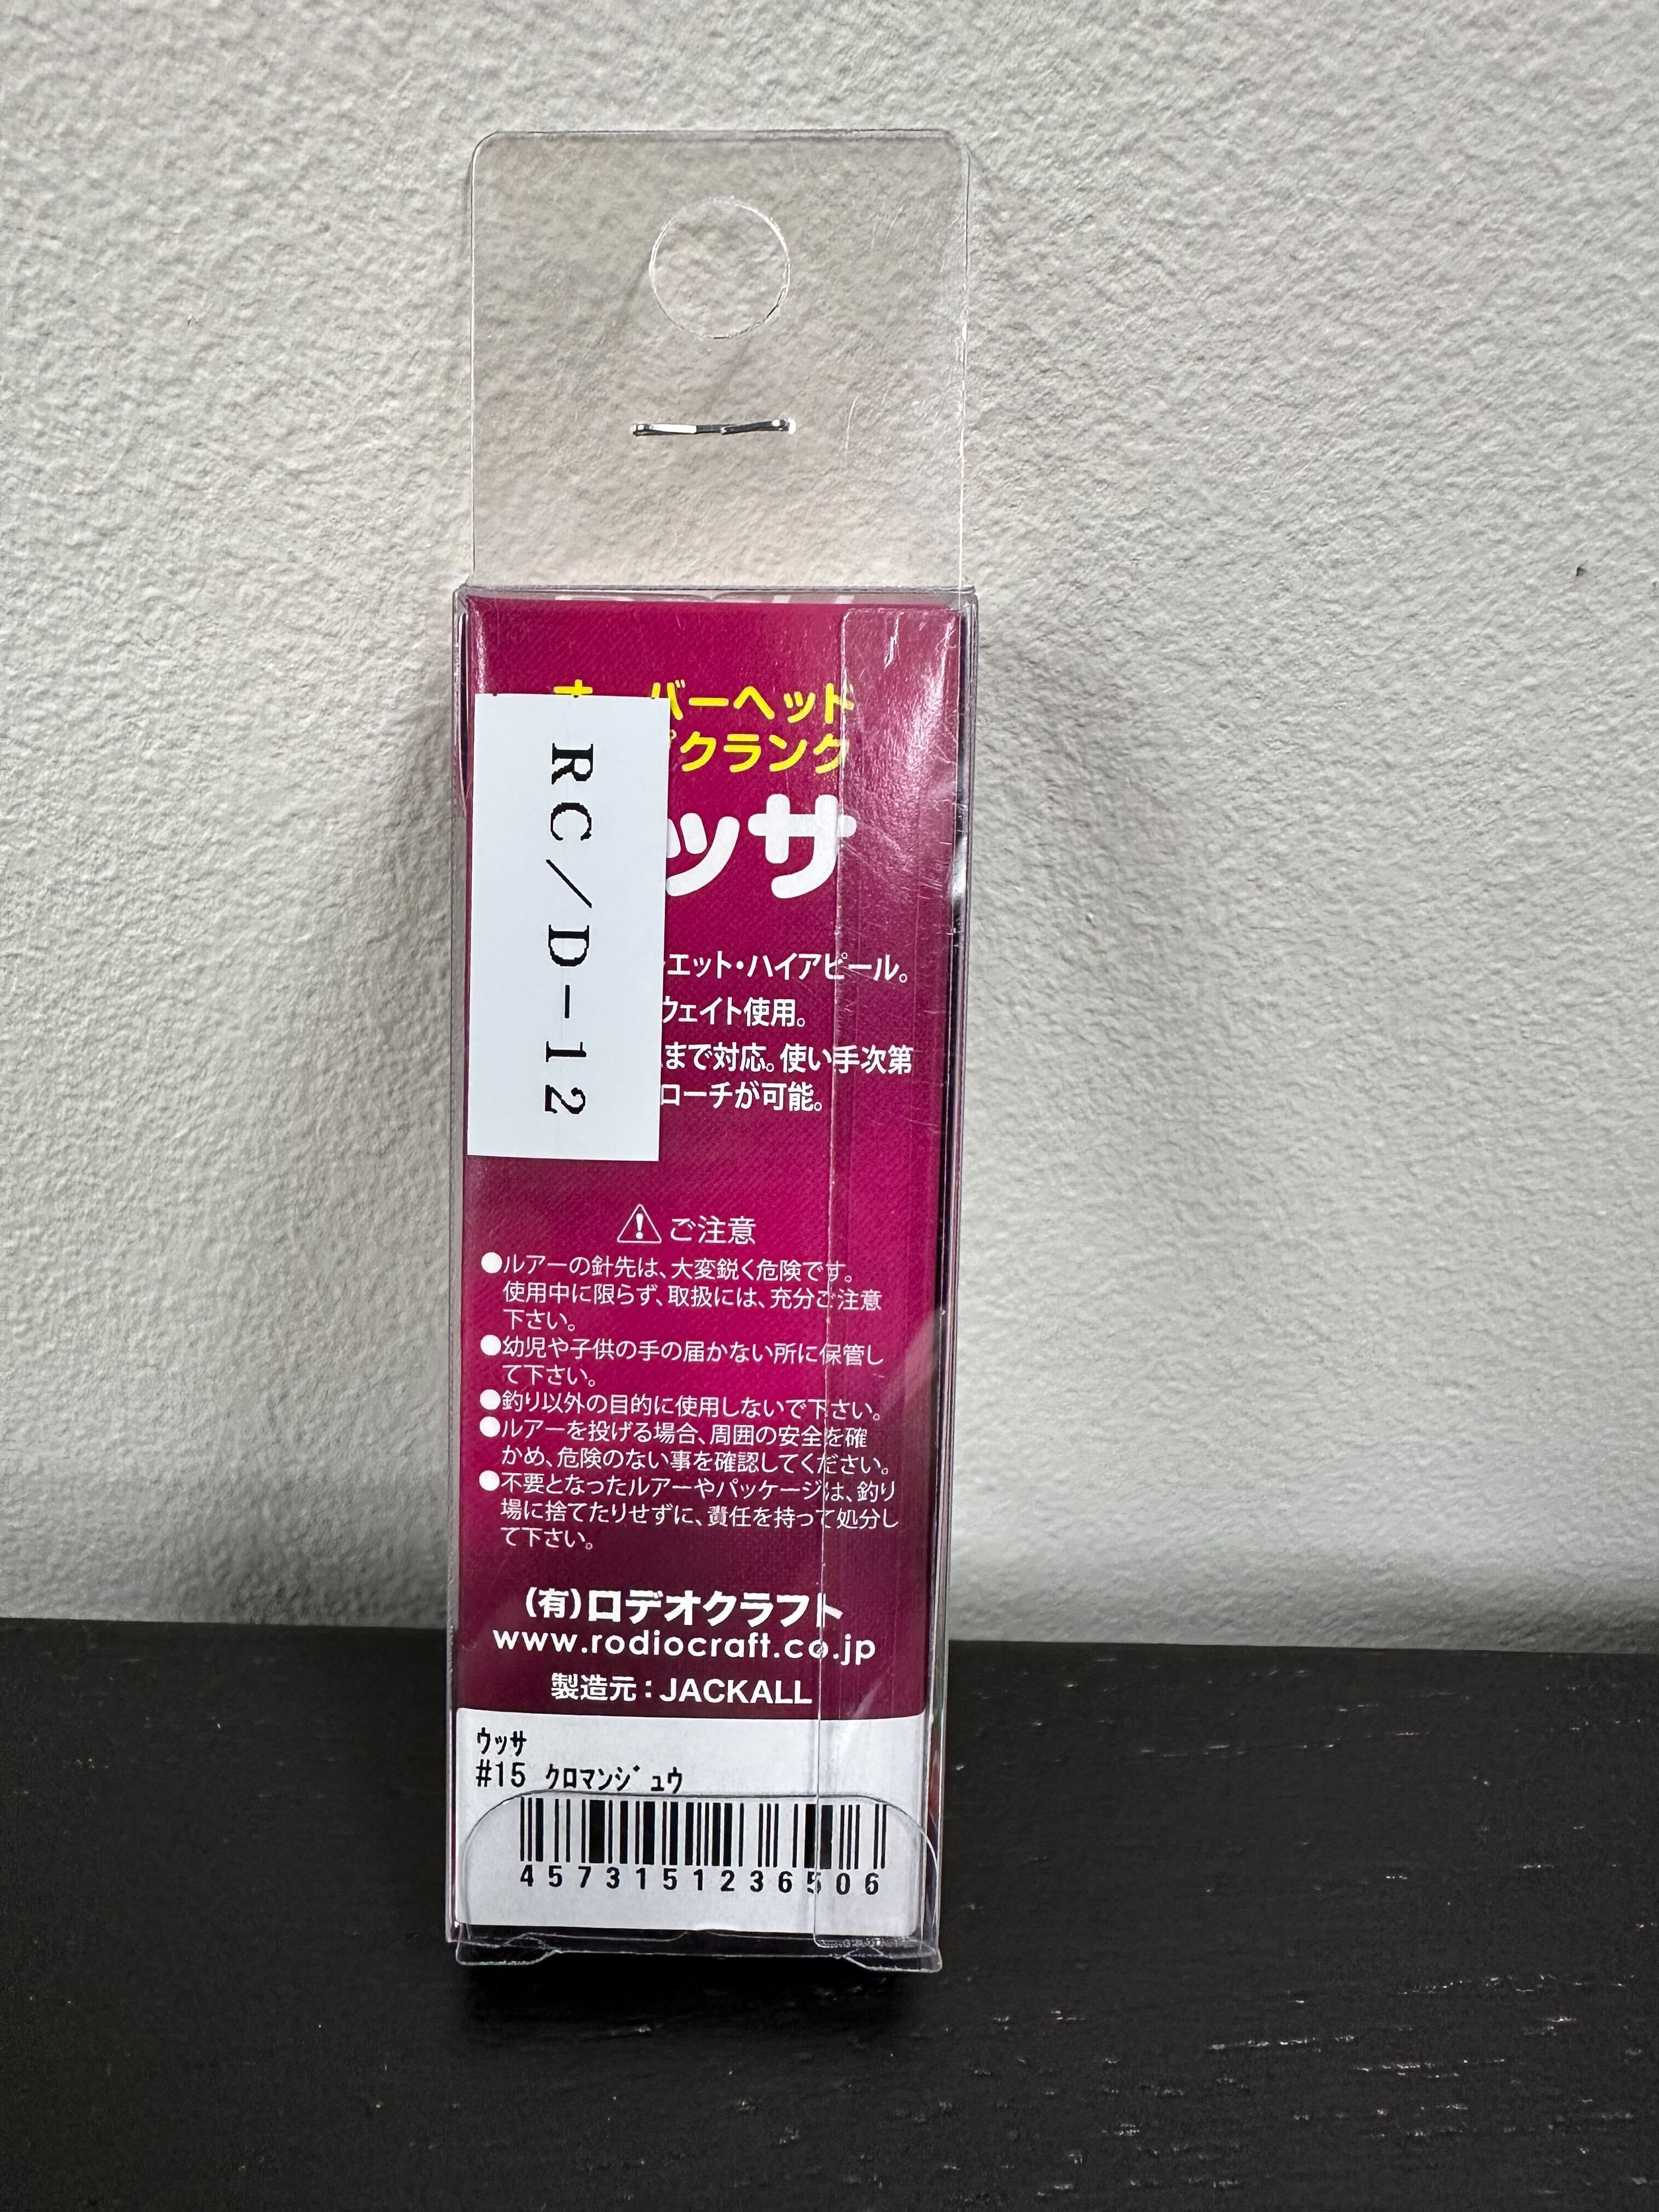 バーヘッド
クランク
ッサ
RC/D-12
エット・ハイアピール。
ウェイト使用。
まで対応。使い手次第
ローチが可能。
ご注意
●ルアーの針先は、大変鋭く危険です。
使用中に限らず、取扱には、充分ご注意
下さい。
●幼児や子供の手の届かない所に保管し
て下さい。
●釣り以外の目的に使用しないで下さい。
●ルアーを投げる場合、周囲の安全を確
かめ、危険のない事を確認してください。
●不要となったルアーやパッケージは、釣り
場に捨てたりせずに、責任を持って処分し
て下さい。
(有)ロデオクラフト
www.rodiocraft.co.jp
製造元:JACKALL
ウッサ
#15 クロマンジュウ
4573151236506